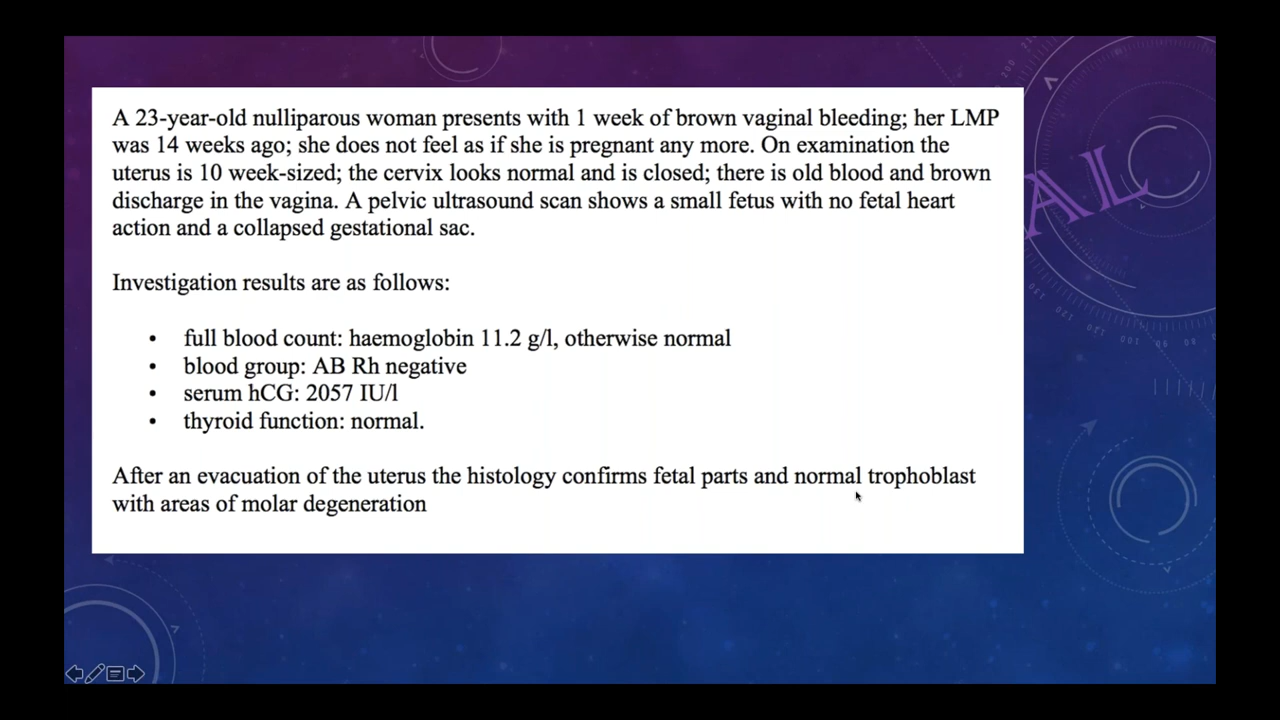 A 23-year-old nulliparous woman presents with 1 week of brown vaginal bleeding; her LMP
was 14 weeks ago; she does not feel as if she is pregnant any more. On examination the
uterus is 10 week-sized; the cervix looks normal and is closed; there is old blood and brown
discharge in the vagina. A pelvic ultrasound scan shows a small fetus with no fetal heart
action and a collapsed gestational sac.
Investigation results are as follows:
• full blood count: haemoglobin 11.2 g/l, otherwise normal
• blood group: AB Rh negative
• serum hCG: 2057 IU/l
• thyroid function: normal.
After an evacuation of the uterus the histology confirms fetal parts and normal trophoblast
with areas of molar degeneration
AL